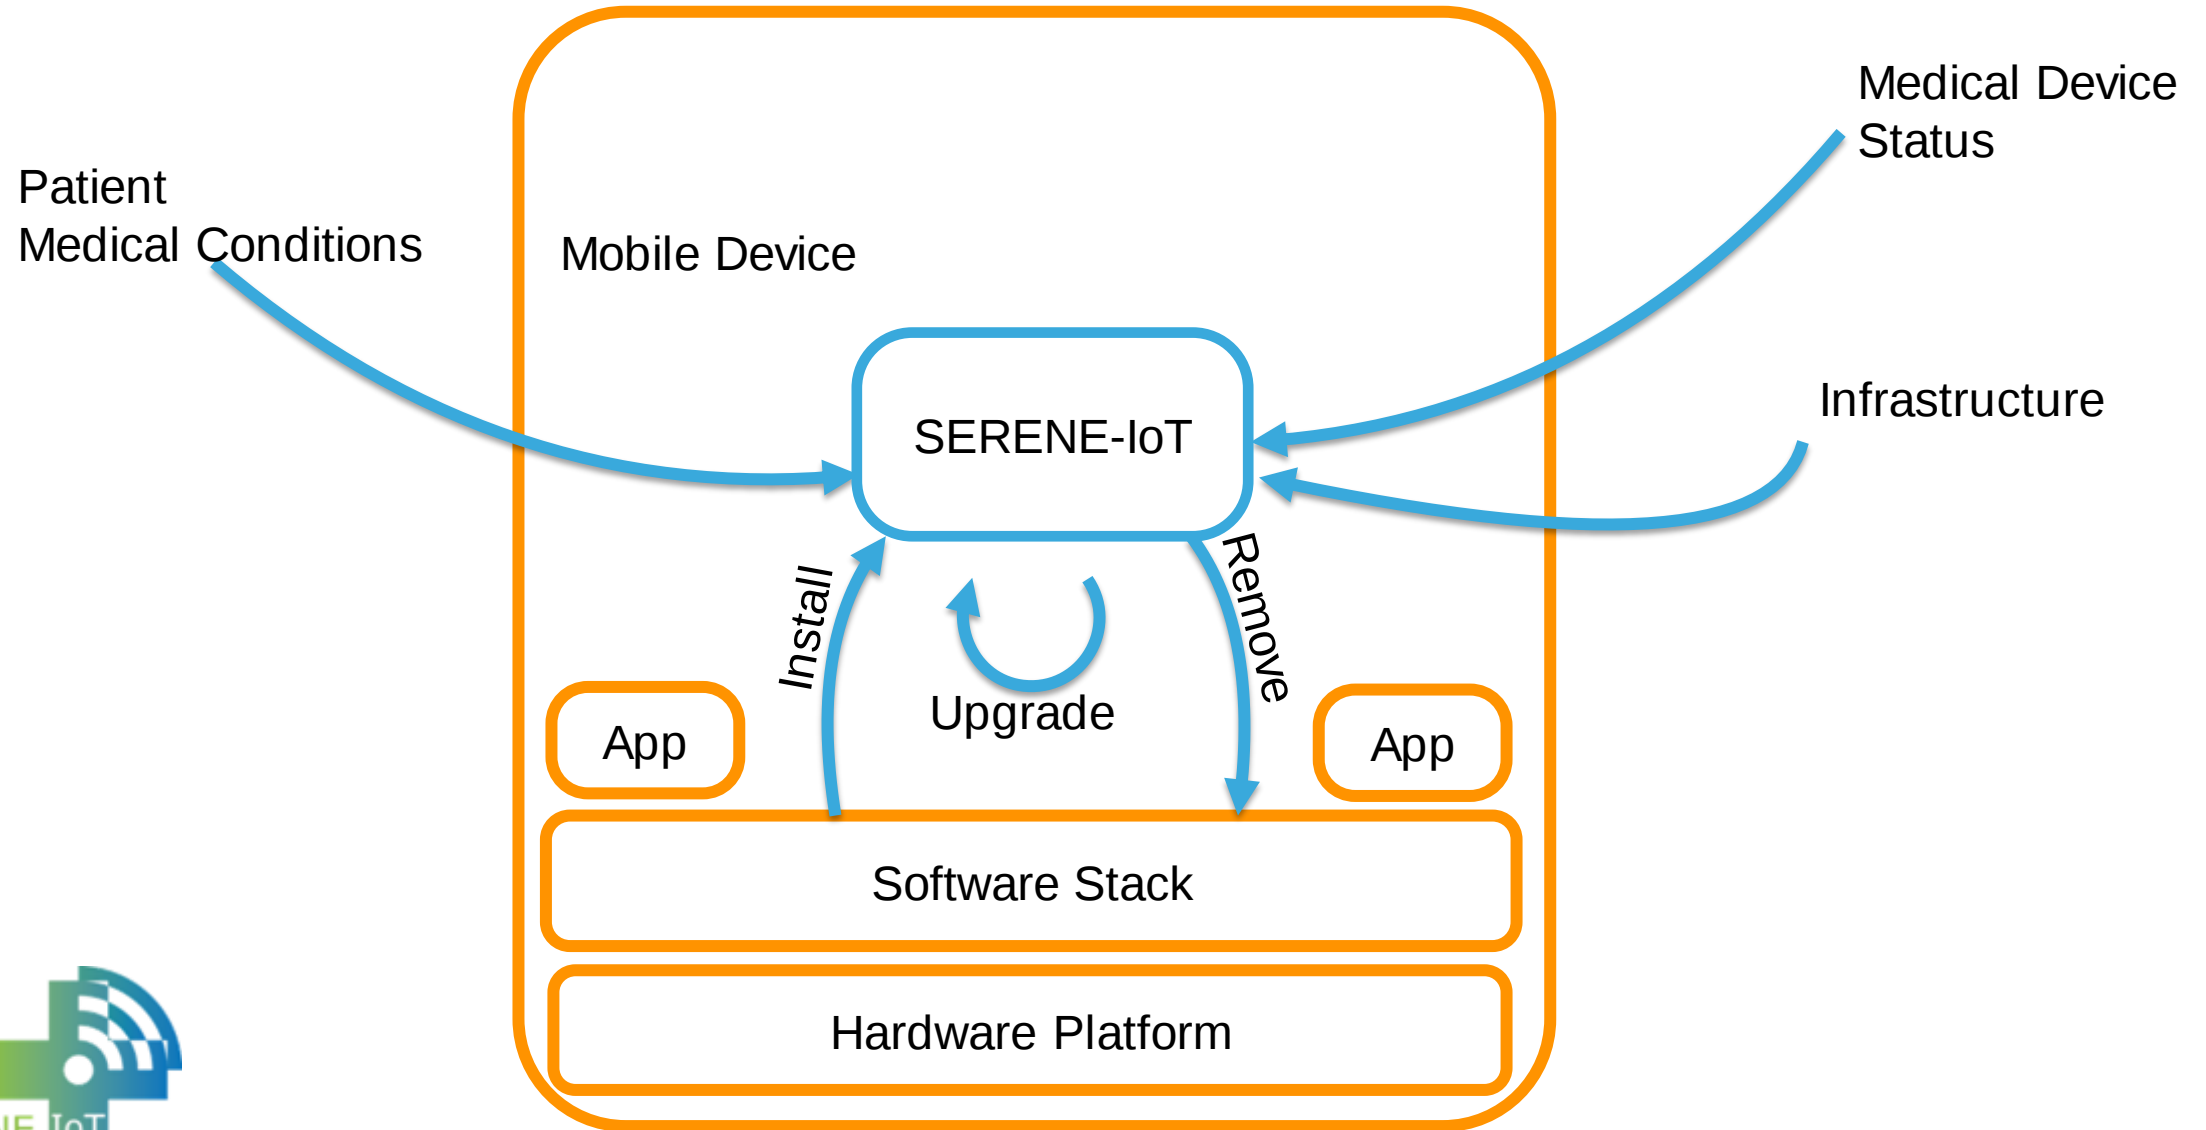 Medical Device
Status
Patient
Medical Conditions
Mobile Device
Infrastructure
SERENE-IoT
Install
Remove
Upgrade
App
App
Software Stack
Hardware Platform
IoT